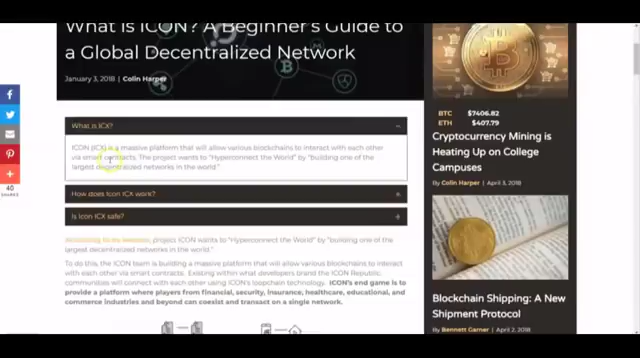 What is ICON? A Beginner's Guide to
a Global Decentralized Network
January 3, 2018 | Colin Harper
What is ICX?
ICON (ICX) is a massive platform that will allow various blockchains to interact with each other
via smart contracts. The project wants to "Hyperconnect the World" by "building one of the
largest decentralized networks in the world."
How does Icon ICX work?
Is Icon ICX safe?
According to its website, project ICON wants to "Hyperconnect the World" by "building one of the
largest decentralized networks in the world."
To do this, the ICON team is building a massive platform that will allow various blockchains to interact
with each other via smart contracts. Existing within what developers brand the ICON Republic,
communities will connect with each other using ICON's loopchain technology. ICON's end game is to
provide a platform where players from financial, security, insurance, healthcare, educational, and
commerce industries and beyond can coexist and transact on a single network.
40
SHARES
BTC $7406.82
ETH $407.79
Cryptocurrency Mining is
Heating Up on College
Campuses
By Colin Harper | April 3, 2018
Blockchain Shipping: A New
Shipment Protocol
By Bennett Garner | April 2, 2018